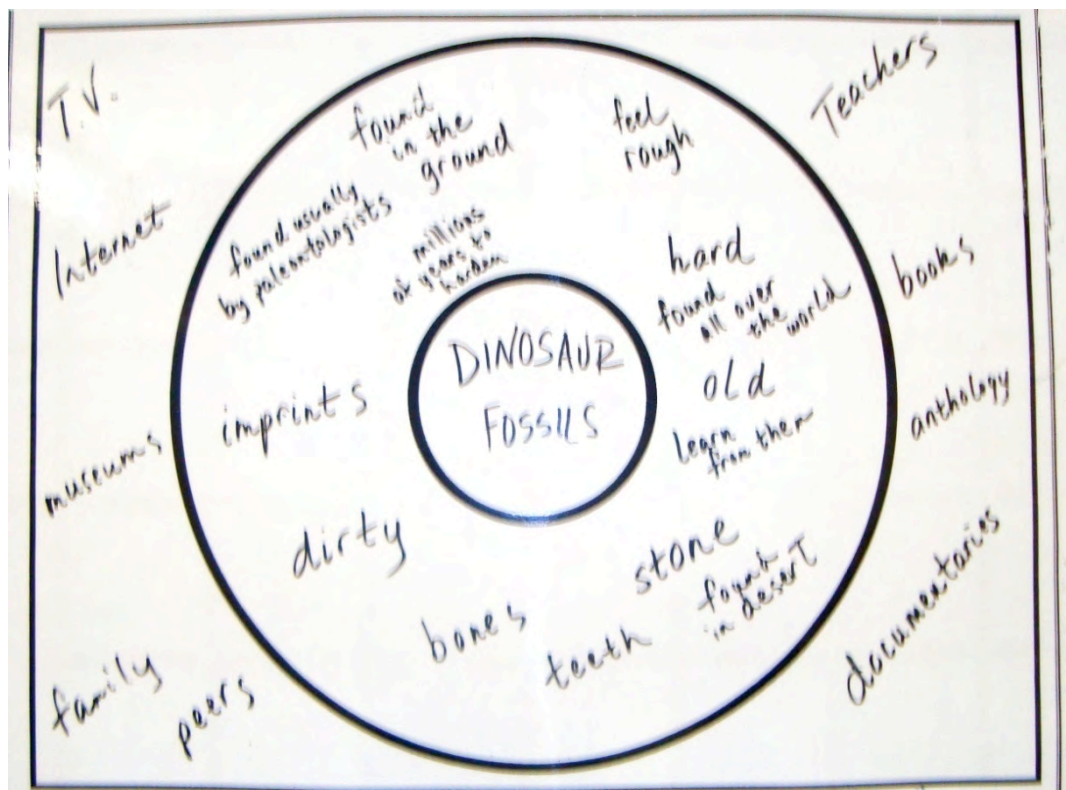 T.V.
Internet
museums
family
peers
Teachers
books
anthology
documentaries
found
in the
ground
feel
rough
found usually
by paleontologists
millions
of years to
harden
hard
found
all over
the
world
old
learn
from them
imprints
dirty
bones
teeth
stone
found
in desert
DINOSAUR
FOSSILS